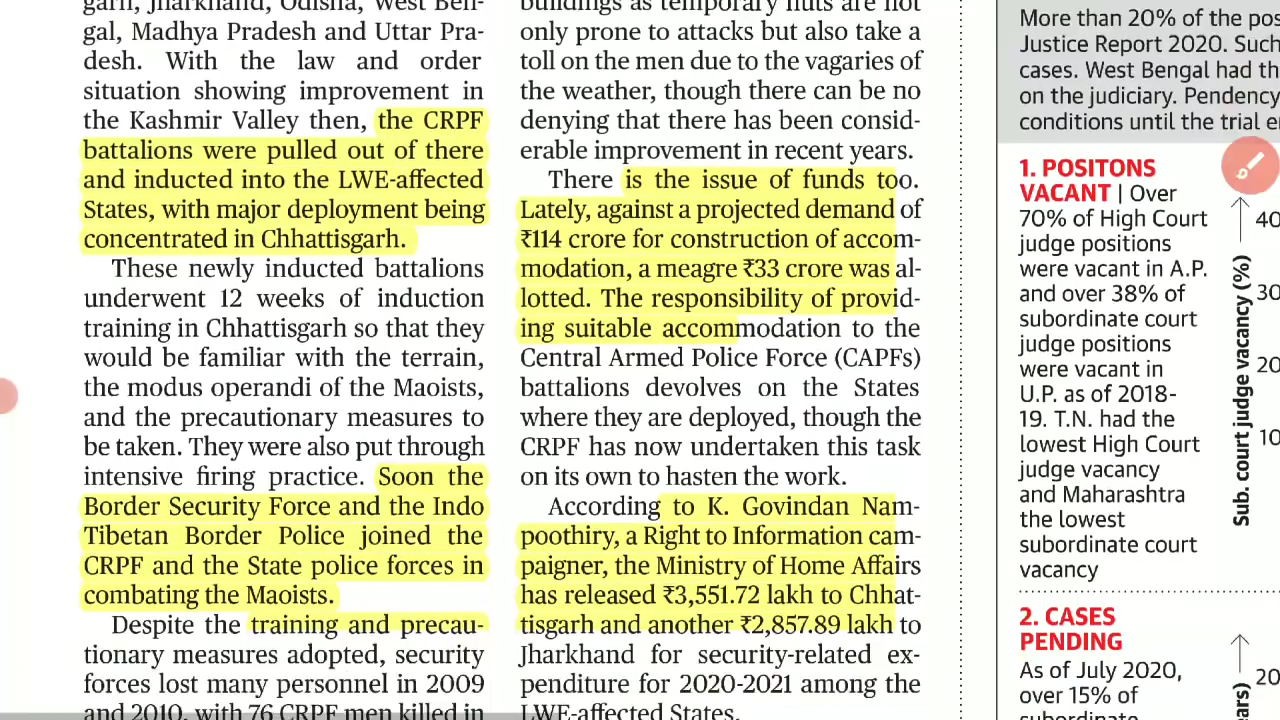 garh, Jharkhand, Odisha, West Ben-
gal, Madhya Pradesh and Uttar Pra-
desh. With the law and order
situation showing improvement in
the Kashmir Valley then, the CRPF
battalions were pulled out of there
and inducted into the LWE-affected
States, with major deployment being
concentrated in Chhattisgarh.
These newly inducted battalions
underwent 12 weeks of induction
training in Chhattisgarh so that they
would be familiar with the terrain,
the modus operandi of the Maoists,
and the precautionary measures to
be taken. They were also put through
intensive firing practice. Soon the
Border Security Force and the Indo
Tibetan Border Police joined the
CRPF and the State police forces in
combating the Maoists.
Despite the training and precau-
tionary measures adopted, security
forces lost many personnel in 2009
and 2010, with 76 CRPF men killed in
buildings as temporary huts are not
only prone to attacks but also take a
toll on the men due to the vagaries of
the weather, though there can be no
denying that there has been consid-
erable improvement in recent years.
There is the issue of funds too.
Lately, against a projected demand of
₹114 crore for construction of accom-
modation, a meagre ₹33 crore was al-
lotted. The responsibility of provid-
ing suitable accommodation to the
Central Armed Police Force (CAPFs)
battalions devolves on the States
where they are deployed, though the
CRPF has now undertaken this task
on its own to hasten the work.
According to K. Govindan Nam-
poothiry, a Right to Information cam-
paigner, the Ministry of Home Affairs
has released ₹3,551.72 lakh to Chhat-
tisgarh and another ₹2,857.89 lakh to
Jharkhand for security-related ex-
penditure for 2020-2021 among the
LWE-affected States.
More than 20% of the pos
Justice Report 2020. Such
cases. West Bengal had th
on the judiciary. Pendency
conditions until the trial e
1. POSITONS
VACANT | Over
70% of High Court
judge positions
were vacant in A.P.
and over 38% of
subordinate court
judge positions
were vacant in
U.P. as of 2018-
19. T.N. had the
lowest High Court
judge vacancy
and Maharashtra
the lowest
subordinate court
vacancy
Sub. court judge vacancy (%)
40
30
20
10
2. CASES
PENDING
As of July 2020,
over 15% of
subordinate
ears)
20